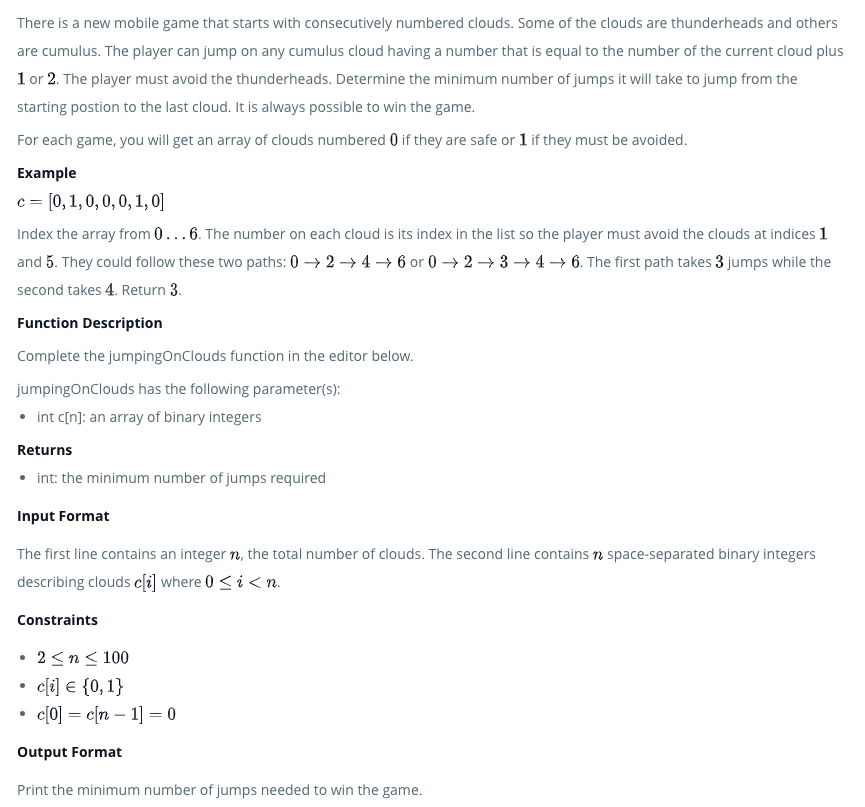 There is a new mobile game that starts with consecutively numbered clouds. Some of the clouds are thunderheads and others
are cumulus. The player can jump on any cumulus cloud having a number that is equal to the number of the current cloud plus
1 or 2. The player must avoid the thunderheads. Determine the minimum number of jumps it will take to jump from the
starting postion to the last cloud. It is always possible to win the game.
For each game, you will get an array of clouds numbered 0 if they are safe or 1 if they must be avoided.
Example
c = [0, 1, 0, 0, 0, 1, 0]
Index the array from 0 . . . 6. The number on each cloud is its index in the list so the player must avoid the clouds at indices 1
and 5. They could follow these two paths: 0 → 2 → 4 → 6 or 0 → 2 → 3 → 4 → 6. The first path takes 3 jumps while the
second takes 4. Return 3.
Function Description
Complete the jumpingOnClouds function in the editor below.
jumpingOnClouds has the following parameter(s):
• int c[n]: an array of binary integers
Returns
• int: the minimum number of jumps required
Input Format
The first line contains an integer n, the total number of clouds. The second line contains n space-separated binary integers
describing clouds c[i] where 0 ≤ i < n.
Constraints
• 2 ≤ n ≤ 100
• c[i] ∈ {0, 1}
• c[0] = c[n − 1] = 0
Output Format
Print the minimum number of jumps needed to win the game.